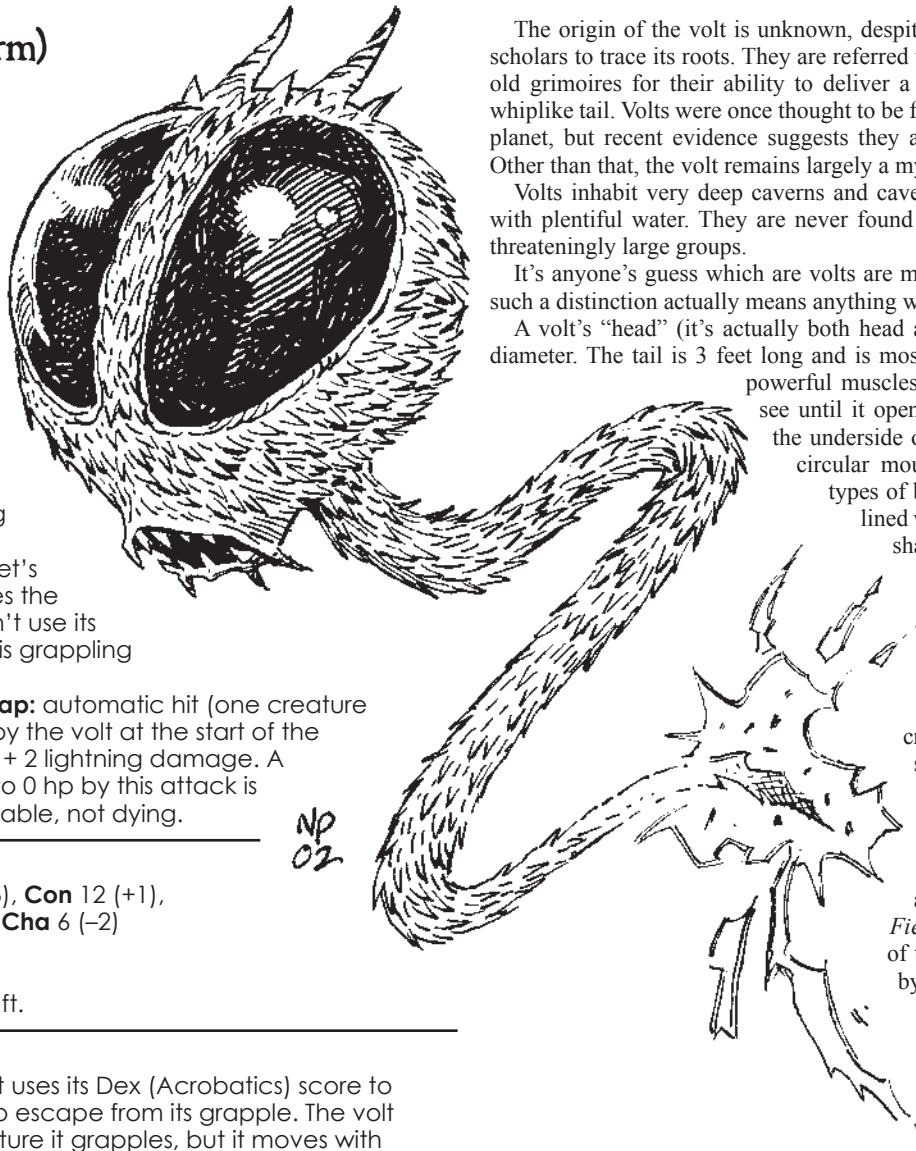 rm)
g
et's
es the
n't use its
is grappling
ap: automatic hit (one creature
by the volt at the start of the
+ 2 lightning damage. A
to 0 hp by this attack is
able, not dying.
), Con 12 (+1),
Cha 6 (–2)
ft.
t uses its Dex (Acrobatics) score to
o escape from its grapple. The volt
ture it grapples, but it moves with
NP
02
The origin of the volt is unknown, despit
scholars to trace its roots. They are referred
old grimoires for their ability to deliver a
whiplike tail. Volts were once thought to be f
planet, but recent evidence suggests they a
Other than that, the volt remains largely a my
Volts inhabit very deep caverns and cave
with plentiful water. They are never found
threateningly large groups.
It's anyone's guess which are volts are m
such a distinction actually means anything w
A volt's “head” (it's actually both head a
diameter. The tail is 3 feet long and is mos
powerful muscles
see until it open
the underside
circular mou
types of b
lined
sha
cr
s
a
Fie
of
by